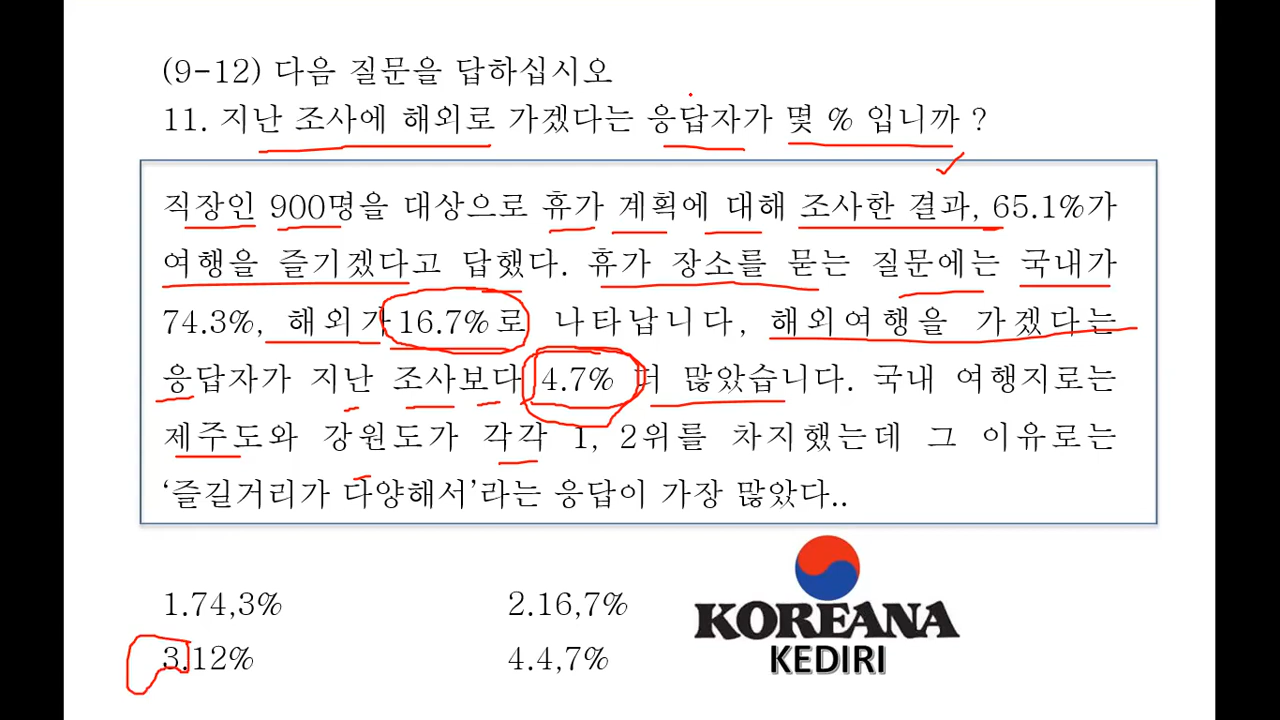 (9-12) 다음 질문을 답하십시오
11. 지난 조사에 해외로 가겠다는 응답자가 몇 % 입니까 ?
직장인 900명을 대상으로 휴가 계획에 대해 조사한 결과, 65.1%가
여행을 즐기겠다고 답했다. 휴가 장소를 묻는 질문에는 국내가
74.3%, 해외가 16.7%로 나타납니다, 해외여행을 가겠다는
응답자가 지난 조사보다 4.7% 더 많았습니다. 국내 여행지로는
제주도와 강원도가 각각 1, 2위를 차지했는데 그 이유로는
‘즐길거리가 다양해서’라는 응답이 가장 많았다..
1.74,3% 2.16,7%
3.12% 4.4,7%
KOREANA
KEDIRI